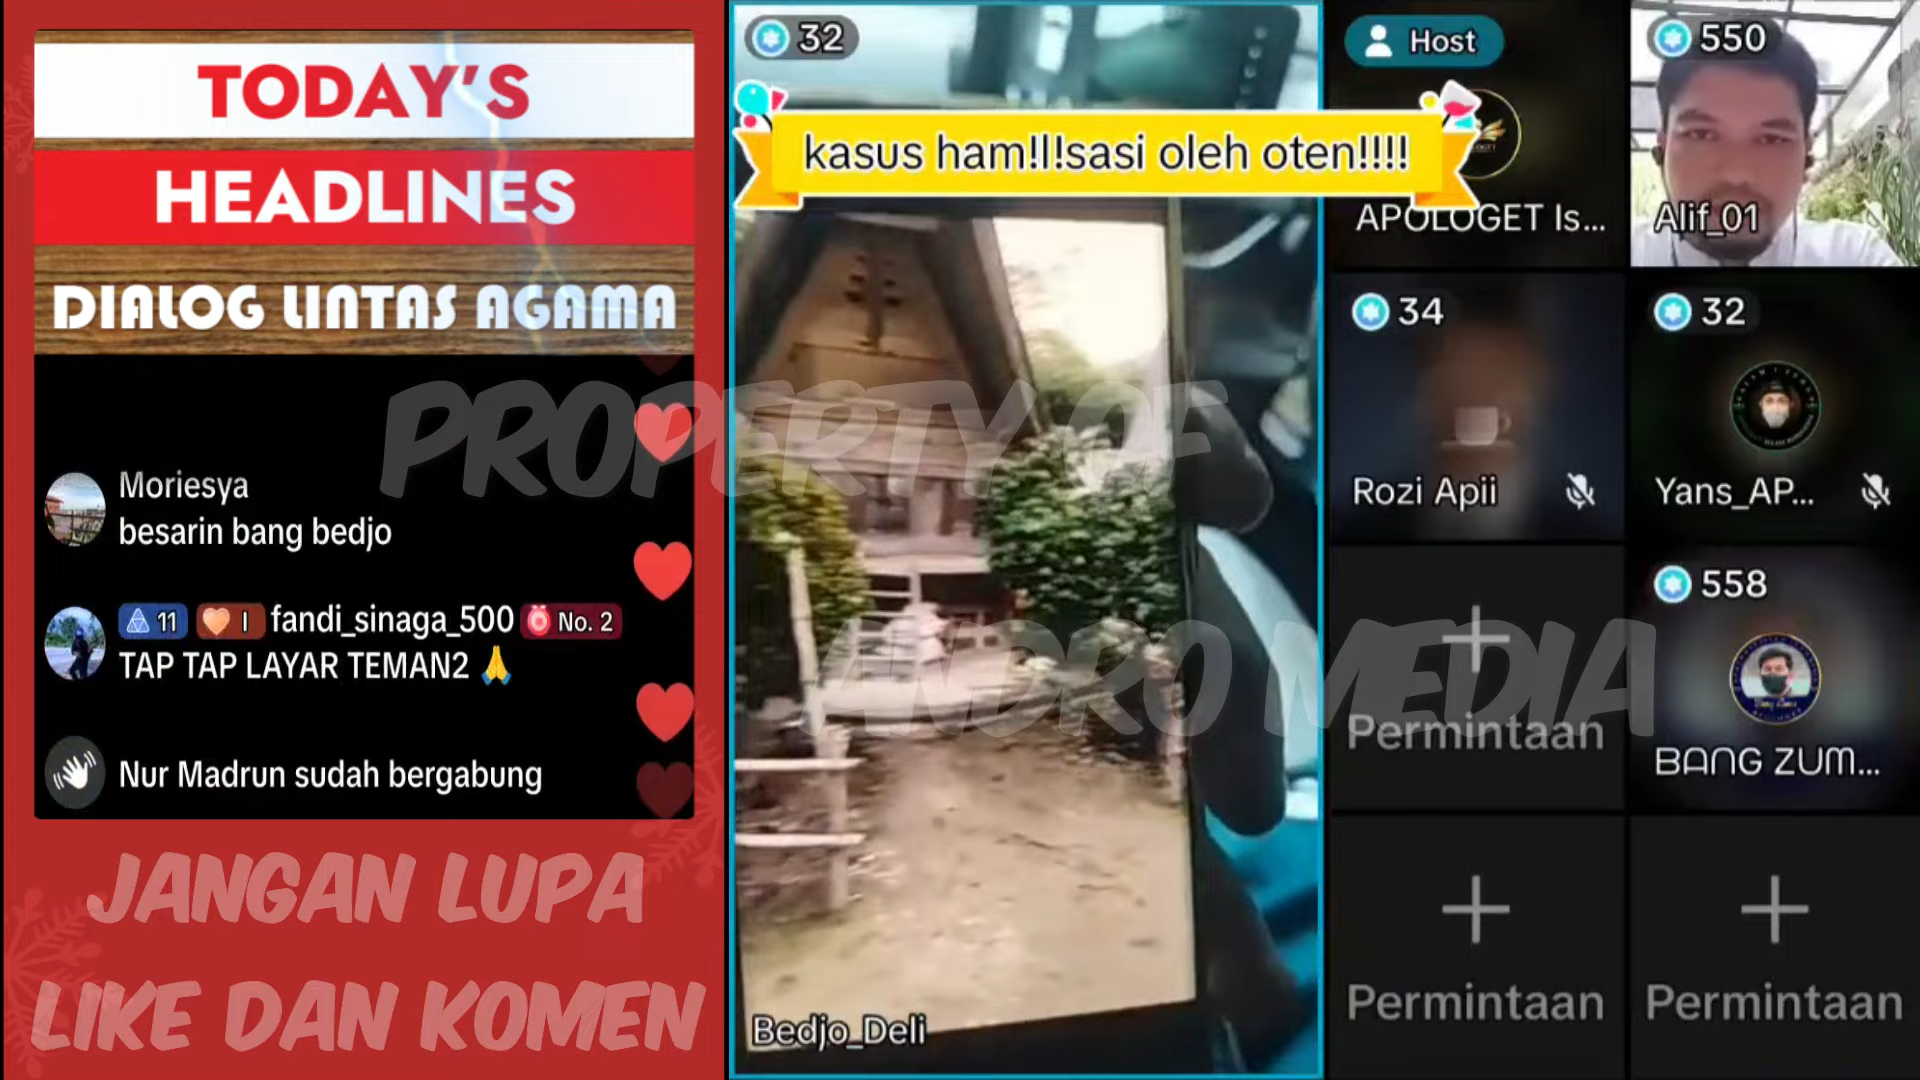 TODAY'S
HEADLINES
DIALOG LINTAS AGAMA
Moriesya
besarin bang bedjo
11 I fandi_sinaga_500 No. 2
TAP TAP LAYAR TEMAN2 🙏
Nur Madrun sudah bergabung
JANGAN LUPA
LIKE DAN KOMEN
PROPERTY OF
ANDRO MEDIA
32
kasus ham!l!sasi oleh oten!!!!
Bedjo_Deli
Host
APOLOGET Is...
550
Alif_01
34
Rozi Apii
32
Yans_AP...
Permintaan
558
BANG ZUM...
Permintaan
Permintaan